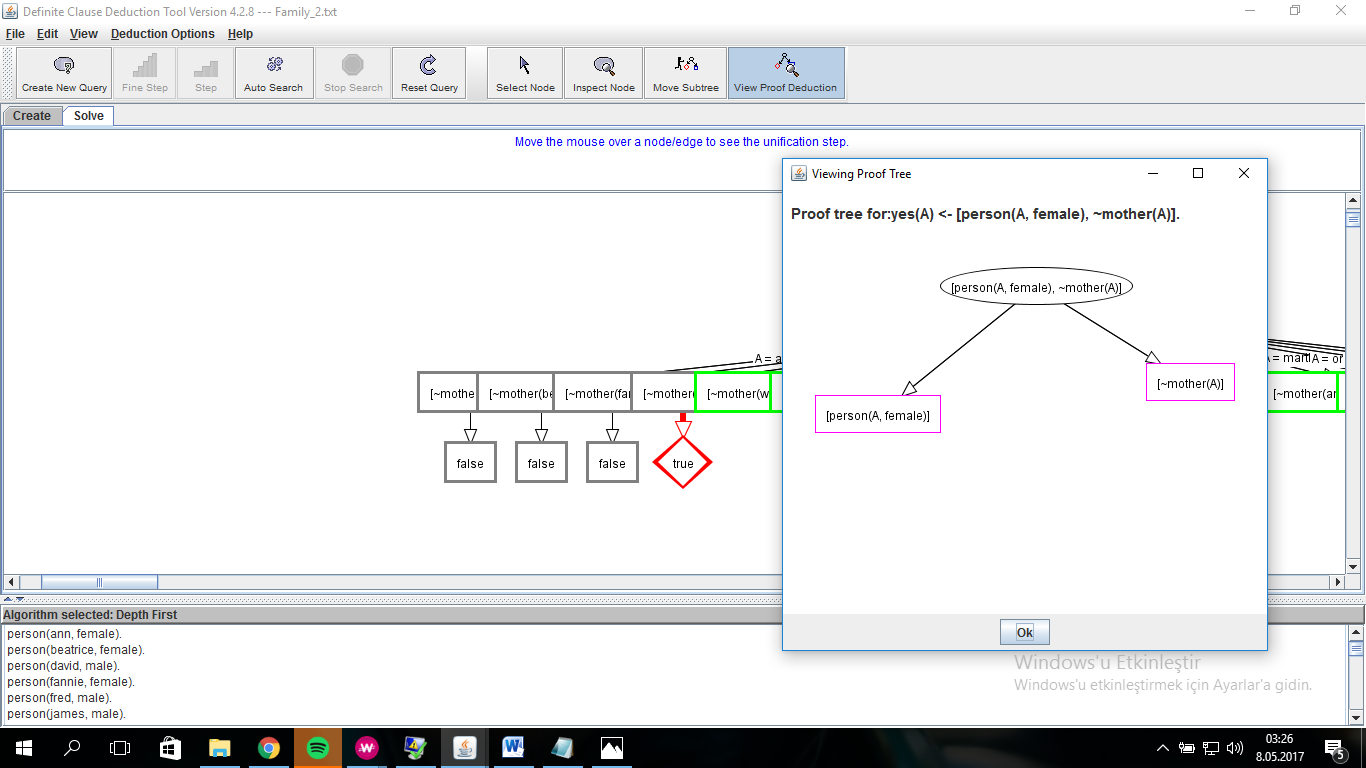 Definite Clause Deduction Tool Version 4.2.8 --- Family_2.txt
File Edit View Deduction Options Help
Create New Query Fine Step Step Auto Search Stop Search Reset Query Select Node Inspect Node Move Subtree View Proof Deduction
Create Solve
Move the mouse over a node/edge to see the unification step.
Viewing Proof Tree
Proof tree for:yes(A) <- [person(A, female), ~mother(A)].
[person(A, female), ~mother(A)]
[~mother(A)]
[person(A, female)]
Ok
A = a
= martA = or
[~mothe [~mother(be [~mother(fa [~mother( [~mother(w [~mother(ar
false false false true
Algorithm selected: Depth First
person(ann, female).
person(beatrice, female).
person(david, male).
person(fannie, female).
person(fred, male).
person(james, male).
Windows'u Etkinleştir
Windows'u etkinleştirmek için Ayarlar'a gidin.
03:26
8.05.2017
5